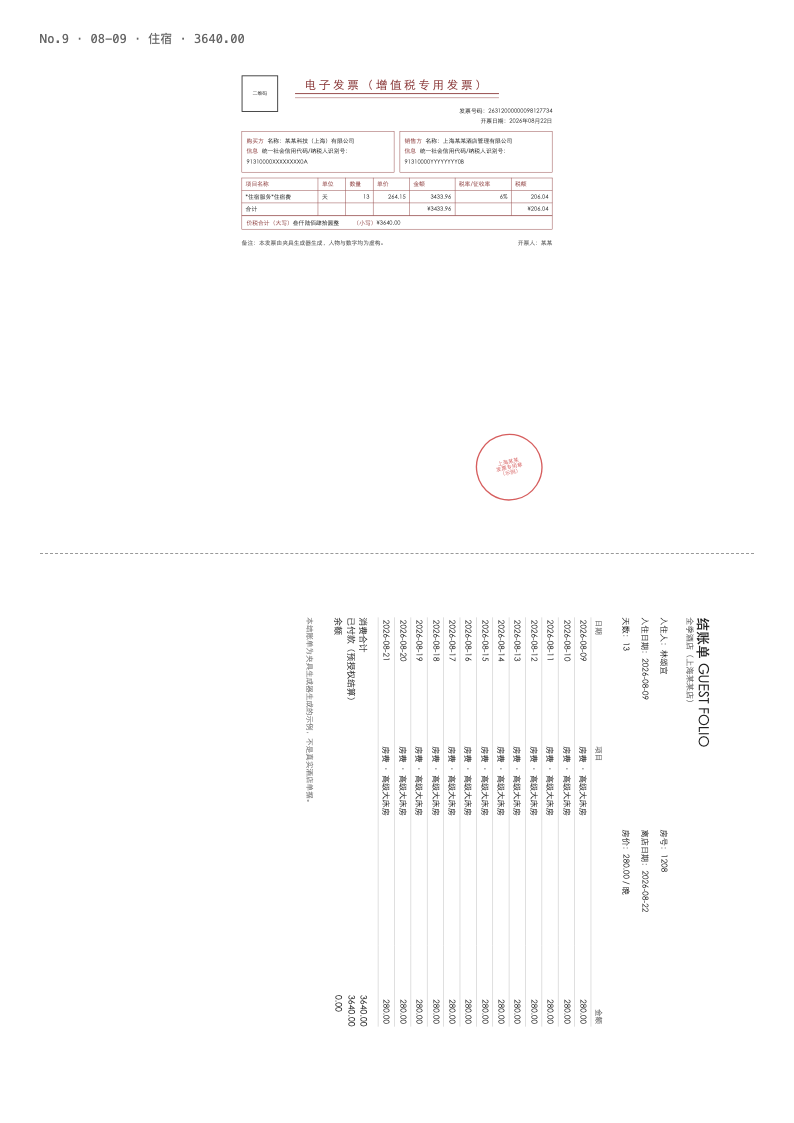 No.9 · 08-09 · 住宿 · 3640.00
二维码
电子发票（增值税专用发票）
发票号码：26312000000098127734
开票日期：2026年08月22日
购买方 名称：某某科技（上海）有限公司
信息 统一社会信用代码/纳税人识别号：
91310000XXXXXXXX0A
销售方 名称：上海某某酒店管理有限公司
信息 统一社会信用代码/纳税人识别号：
91310000YYYYYYYY0B
项目名称 单位 数量 单价 金额 税率/征收率 税额
*住宿服务*住宿费 天 13 264.15 3433.96 6% 206.04
合计 ¥3433.96 ¥206.04
价税合计（大写）叁仟陆佰肆拾圆整 （小写）¥3640.00
备注：本发票由夹具生成器生成，人物与数字均为虚构。 开票人：某某
上海某某
发票专用章
（示例）
结账单 GUEST FOLIO
全季酒店（上海某某店）
入住人：林颂宜 房号：1208
入住日期：2026-08-09 离店日期：2026-08-22
天数：13 房价：280.00 / 晚
日期 项目 金额
2026-08-09 房费 · 高级大床房 280.00
2026-08-10 房费 · 高级大床房 280.00
2026-08-11 房费 · 高级大床房 280.00
2026-08-12 房费 · 高级大床房 280.00
2026-08-13 房费 · 高级大床房 280.00
2026-08-14 房费 · 高级大床房 280.00
2026-08-15 房费 · 高级大床房 280.00
2026-08-16 房费 · 高级大床房 280.00
2026-08-17 房费 · 高级大床房 280.00
2026-08-18 房费 · 高级大床房 280.00
2026-08-19 房费 · 高级大床房 280.00
2026-08-20 房费 · 高级大床房 280.00
2026-08-21 房费 · 高级大床房 280.00
消费合计 3640.00
已付款（预授权结算） 3640.00
余额 0.00
本结账单为夹具生成器生成的示例，不是真实酒店单据。